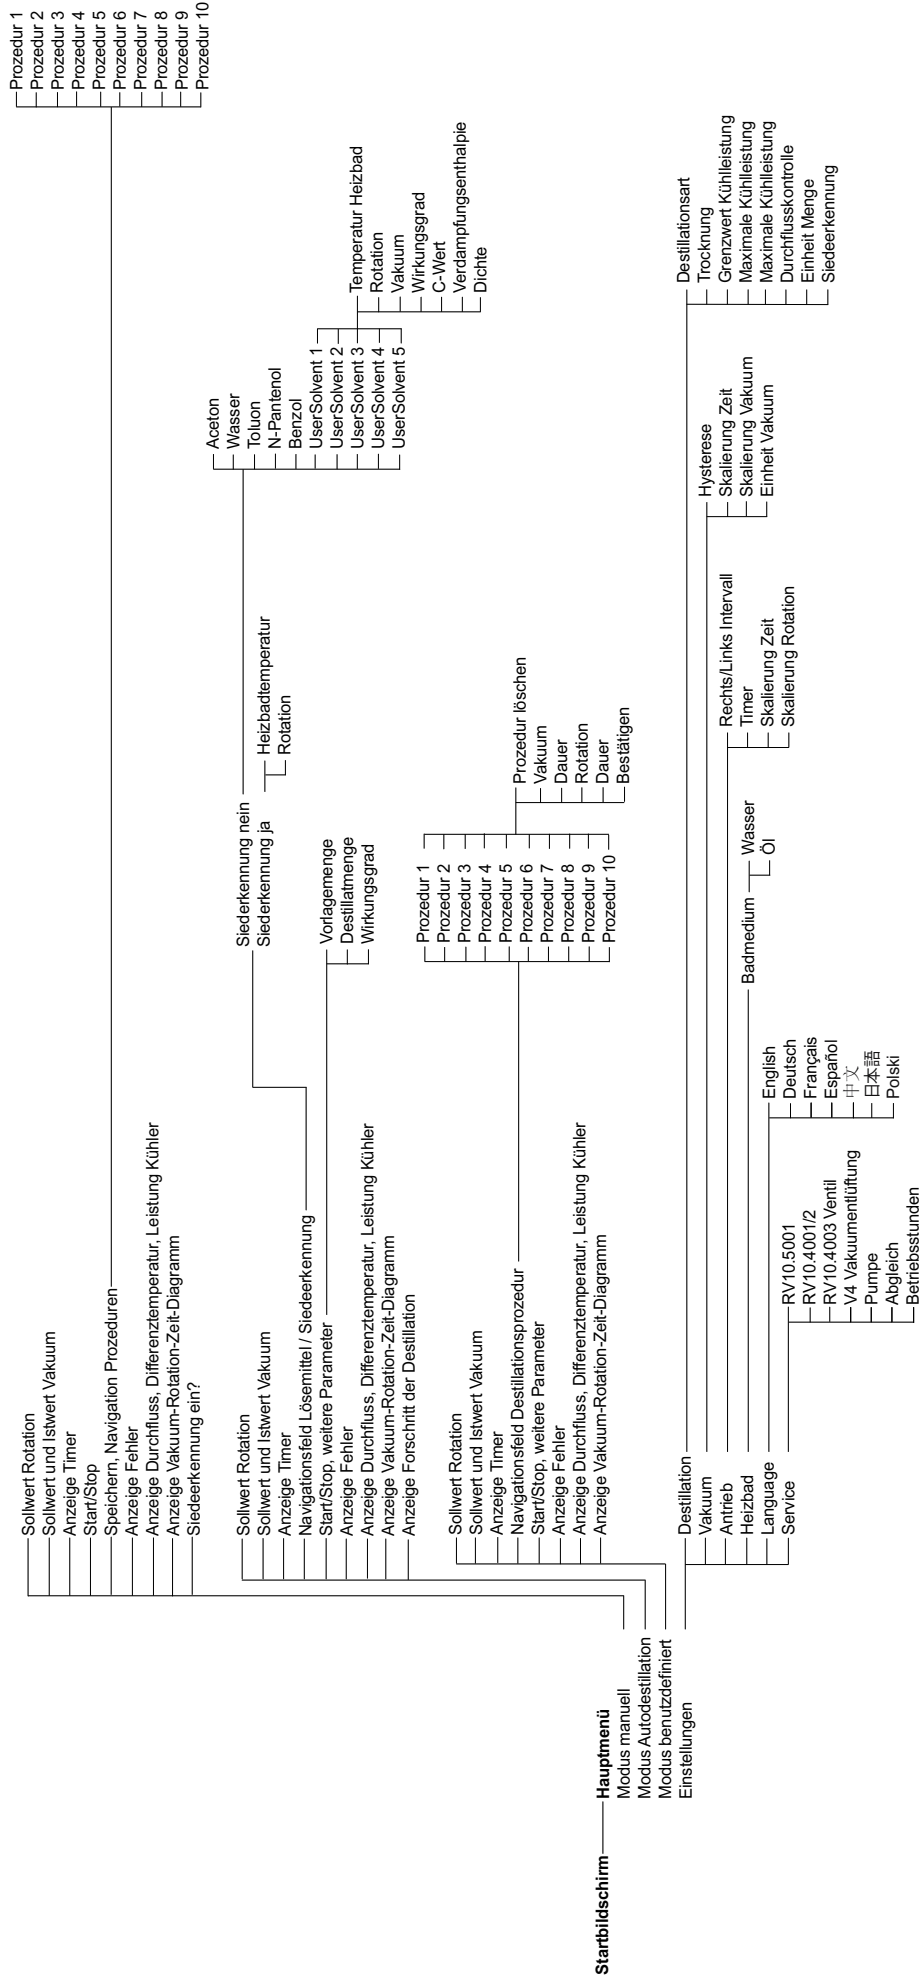 Startbildschirm
Hauptmenü
Modus manuell
Modus Autodestillation
Modus benutzdefiniert
Einstellungen
Sollwert Rotation
Sollwert und Istwert Vakuum
Anzeige Timer
Start/Stop
Speichern, Navigation Prozeduren
Anzeige Fehler
Anzeige Durchfluss, Differenztemperatur, Leistung Kühler
Anzeige Vakuum-Rotation-Zeit-Diagramm
Siedeerkennung ein?
Prozedur 1
Prozedur 2
Prozedur 3
Prozedur 4
Prozedur 5
Prozedur 6
Prozedur 7
Prozedur 8
Prozedur 9
Prozedur 10
Sollwert Rotation
Sollwert und Istwert Vakuum
Anzeige Timer
Navigationsfeld Lösemittel / Siedeerkennung
Start/Stop, weitere Parameter
Anzeige Fehler
Anzeige Durchfluss, Differenztemperatur, Leistung Kühler
Anzeige Vakuum-Rotation-Zeit-Diagramm
Anzeige Forschritt der Destillation
Siederkennung nein
Siederkennung ja
Heizbadtemperatur
Rotation
Aceton
Wasser
Toluon
N-Pantenol
Benzol
UserSolvent 1
UserSolvent 2
UserSolvent 3
UserSolvent 4
UserSolvent 5
Temperatur Heizbad
Rotation
Vakuum
Wirkungsgrad
C-Wert
Verdampfungsenthalpie
Dichte
Vorlagemenge
Destillatmenge
Wirkungsgrad
Sollwert Rotation
Sollwert und Istwert Vakuum
Anzeige Timer
Navigationsfeld Destillationsprozedur
Start/Stop, weitere Parameter
Anzeige Fehler
Anzeige Durchfluss, Differenztemperatur, Leistung Kühler
Anzeige Vakuum-Rotation-Zeit-Diagramm
Prozedur 1
Prozedur 2
Prozedur 3
Prozedur 4
Prozedur 5
Prozedur 6
Prozedur 7
Prozedur 8
Prozedur 9
Prozedur 10
Prozedur löschen
Vakuum
Dauer
Rotation
Dauer
Bestätigen
Destillation
Vakuum
Antrieb
Heizbad
Language
Service
Destillationsart
Trocknung
Grenzwert Kühlleistung
Maximale Kühlleistung
Maximale Kühlleistung
Durchflusskontrolle
Einheit Menge
Siedeerkennung
Hysterese
Skalierung Zeit
Skalierung Vakuum
Einheit Vakuum
Rechts/Links Intervall
Timer
Skalierung Zeit
Skalierung Rotation
Badmedium
Wasser
Öl
English
Deutsch
Français
Español
中文
日本語
Polski
RV10.5001
RV10.4001/2
RV10.4003 Ventil
V4 Vakuumentlüftung
Pumpe
Abgleich
Betriebsstunden